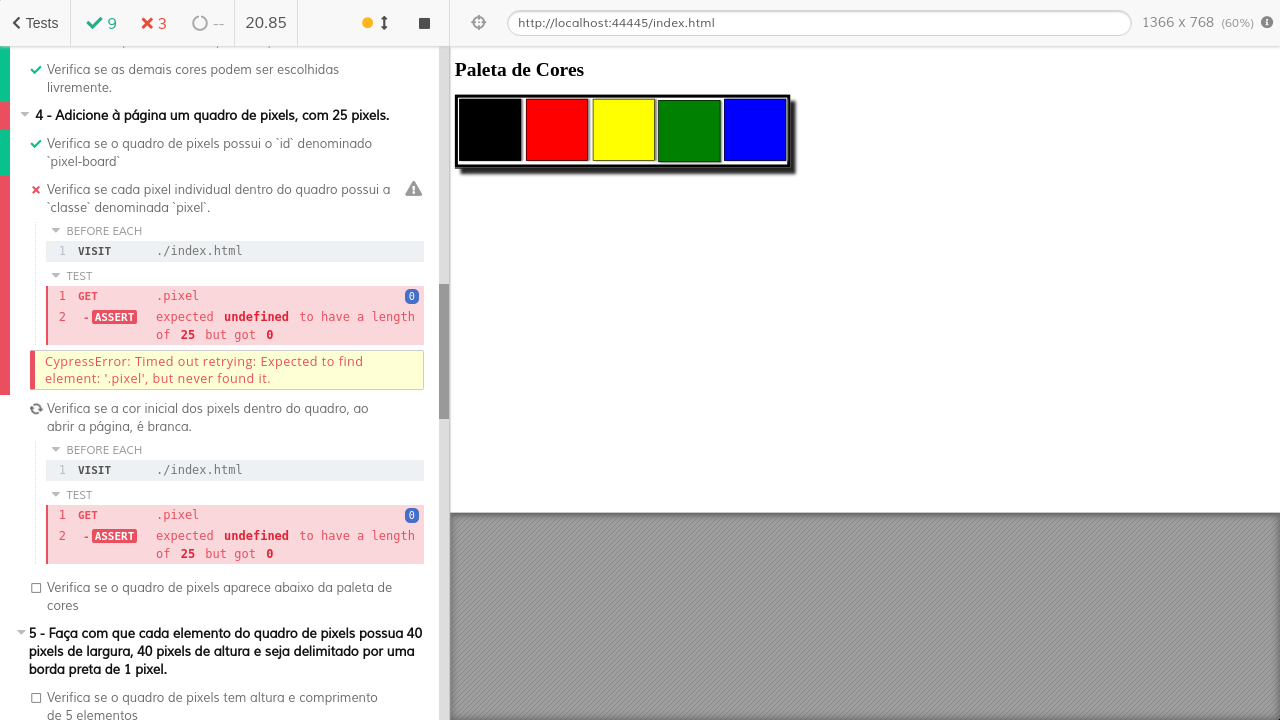 Tests
9
3
--
20.85
http://localhost:44445/index.html
1366 x 768 (60%)
Verifica se as demais cores podem ser escolhidas
livremente.
4 - Adicione à página um quadro de pixels, com 25 pixels.
Verifica se o quadro de pixels possui o `id` denominado
`pixel-board`
Verifica se cada pixel individual dentro do quadro possui a
`classe` denominada `pixel`.
BEFORE EACH
1 VISIT ./index.html
TEST
1 GET .pixel 0
2 - ASSERT expected undefined to have a length
of 25 but got 0
CypressError: Timed out retrying: Expected to find
element: '.pixel', but never found it.
Verifica se a cor inicial dos pixels dentro do quadro, ao
abrir a página, é branca.
BEFORE EACH
1 VISIT ./index.html
TEST
1 GET .pixel 0
2 - ASSERT expected undefined to have a length
of 25 but got 0
Verifica se o quadro de pixels aparece abaixo da paleta de
cores
5 - Faça com que cada elemento do quadro de pixels possua 40
pixels de largura, 40 pixels de altura e seja delimitado por uma
borda preta de 1 pixel.
Verifica se o quadro de pixels tem altura e comprimento
de 5 elementos
Paleta de Cores